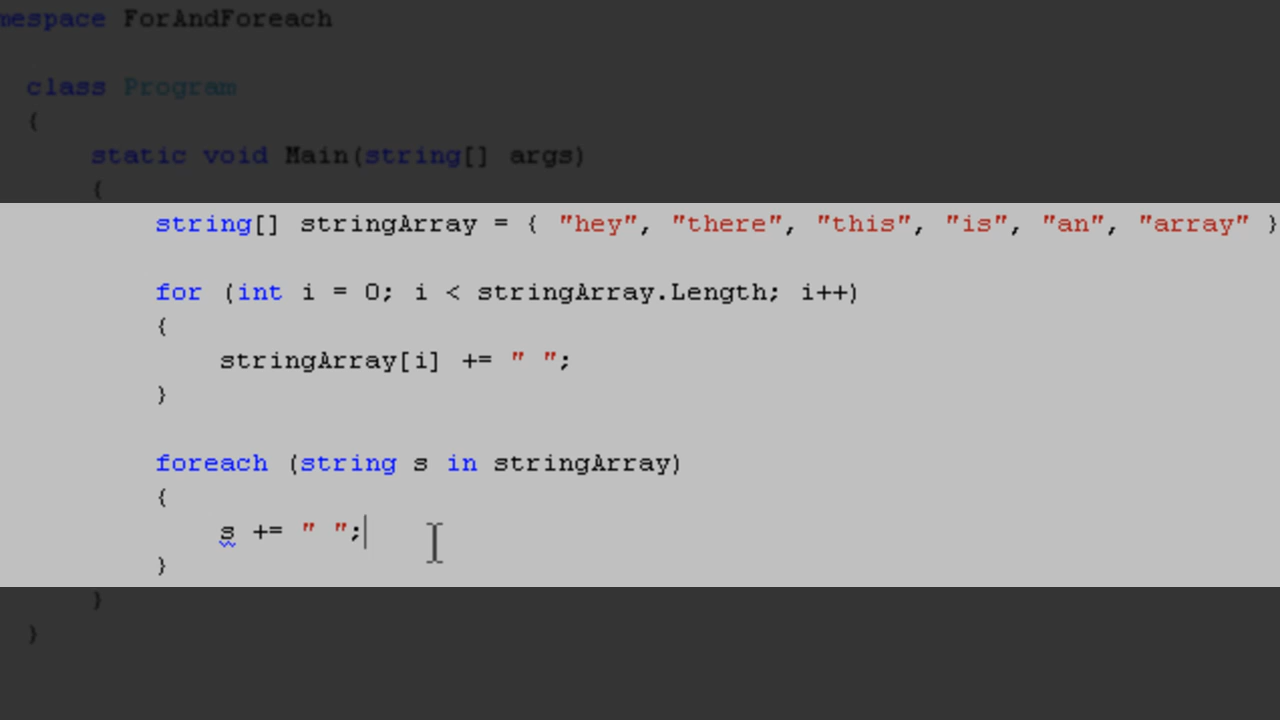 mespace ForAndForeach
class Program
{
static void Main(string[] args)
{
string[] stringArray = { "hey", "there", "this", "is", "an", "array" }
for (int i = 0; i < stringArray.Length; i++)
{
stringArray[i] += " ";
}
foreach (string s in stringArray)
{
s += " ";
}
}
}